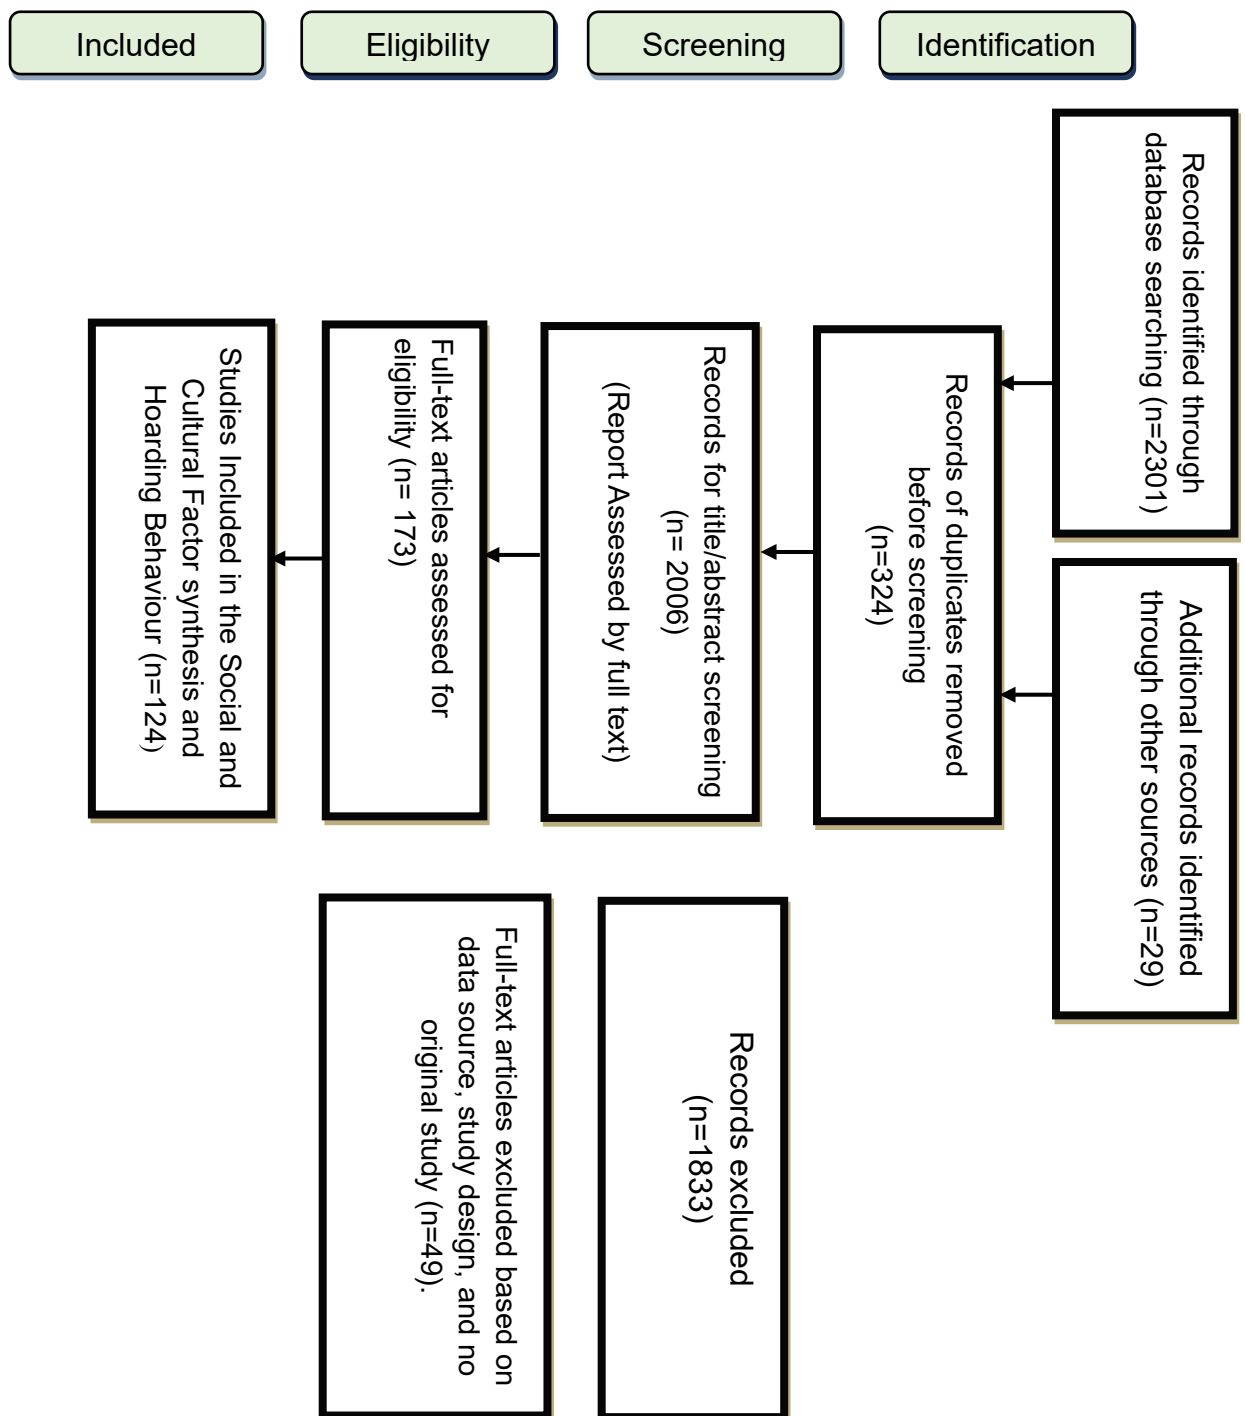 Included
Eligibility
Screening
Identification
Records identified through
database searching (n=2301)
Additional records identified
through other sources (n=29)
Records of duplicates removed
before screening
(n=324)
Records for title/abstract screening
(n= 2006)
(Report Assessed by full text)
Records excluded
(n=1833)
Full-text articles assessed for
eligibility (n= 173)
Full-text articles excluded based on
data source, study design, and no
original study (n=49).
Studies Included in the Social and
Cultural Factor synthesis and
Hoarding Behaviour (n=124)